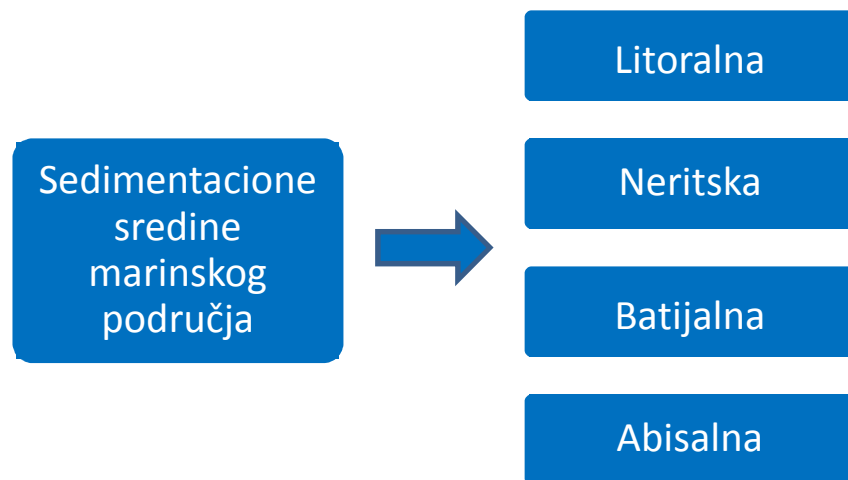 Sedimentacione
sredine
marinskog
područja
Litoralna
Neritska
Batijalna
Abisalna